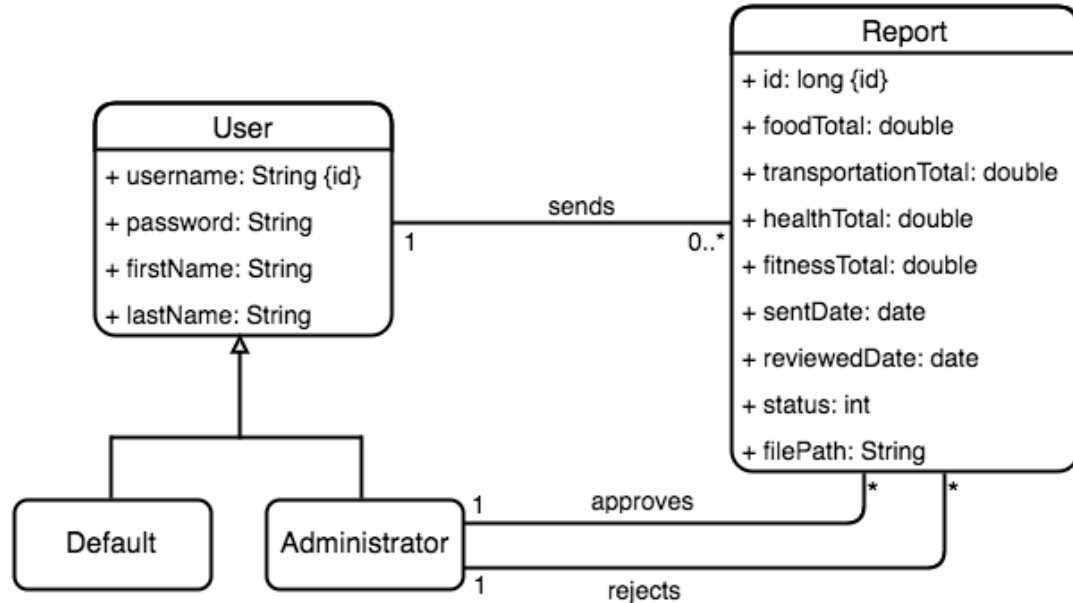 User
+ username: String {id}
+ password: String
+ firstName: String
+ lastName: String
sends
1
0..*
Report
+ id: long {id}
+ foodTotal: double
+ transportationTotal: double
+ healthTotal: double
+ fitnessTotal: double
+ sentDate: date
+ reviewedDate: date
+ status: int
+ filePath: String
Default
Administrator
1
approves
*
1
rejects
*